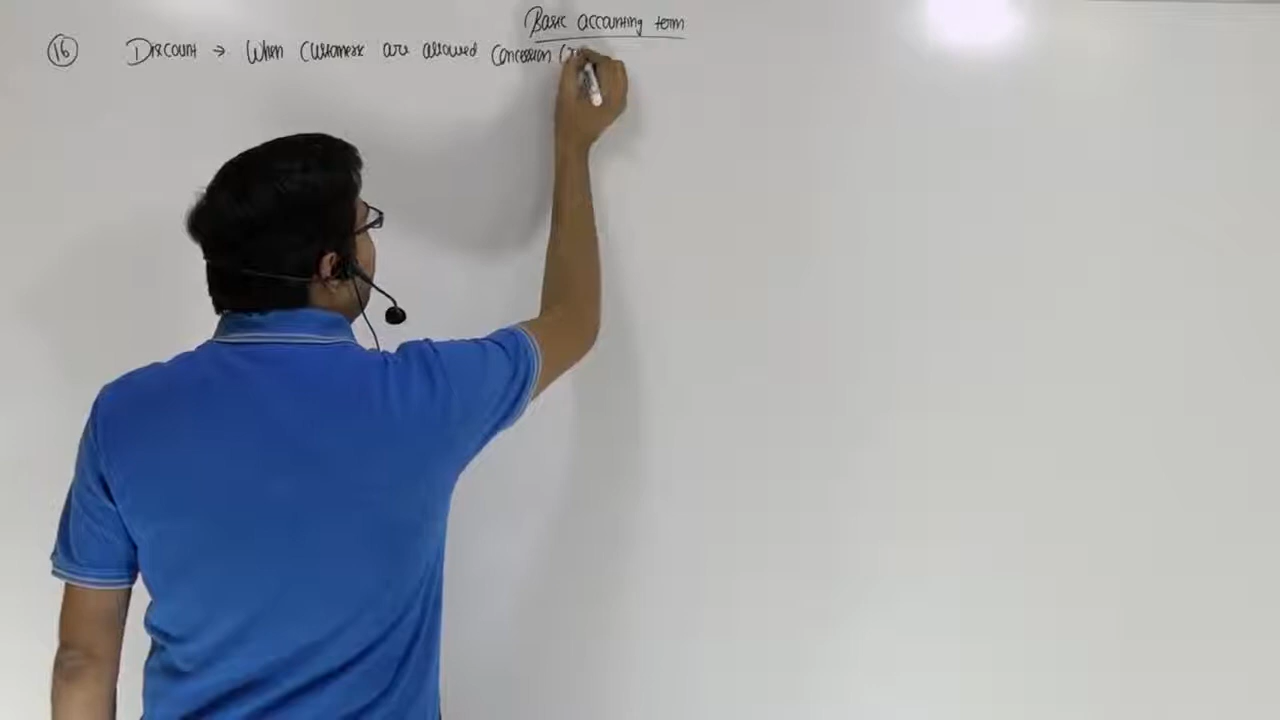 Basic accounting term
16 Discount → When Customers are allowed Concession